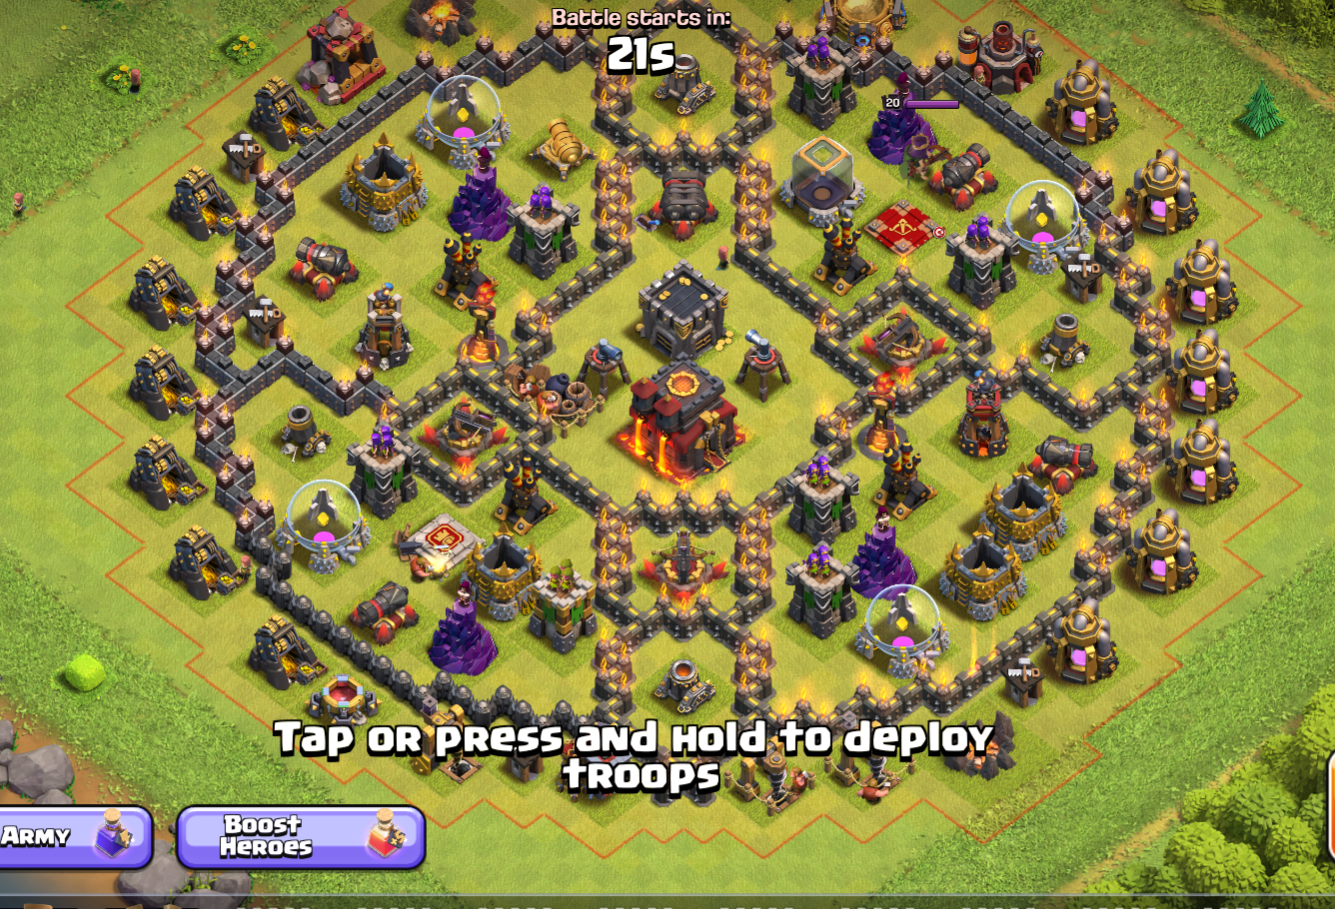 Battle starts in:
21s
20
Tap or press and hold to deploy
troops
Army
Boost
Heroes